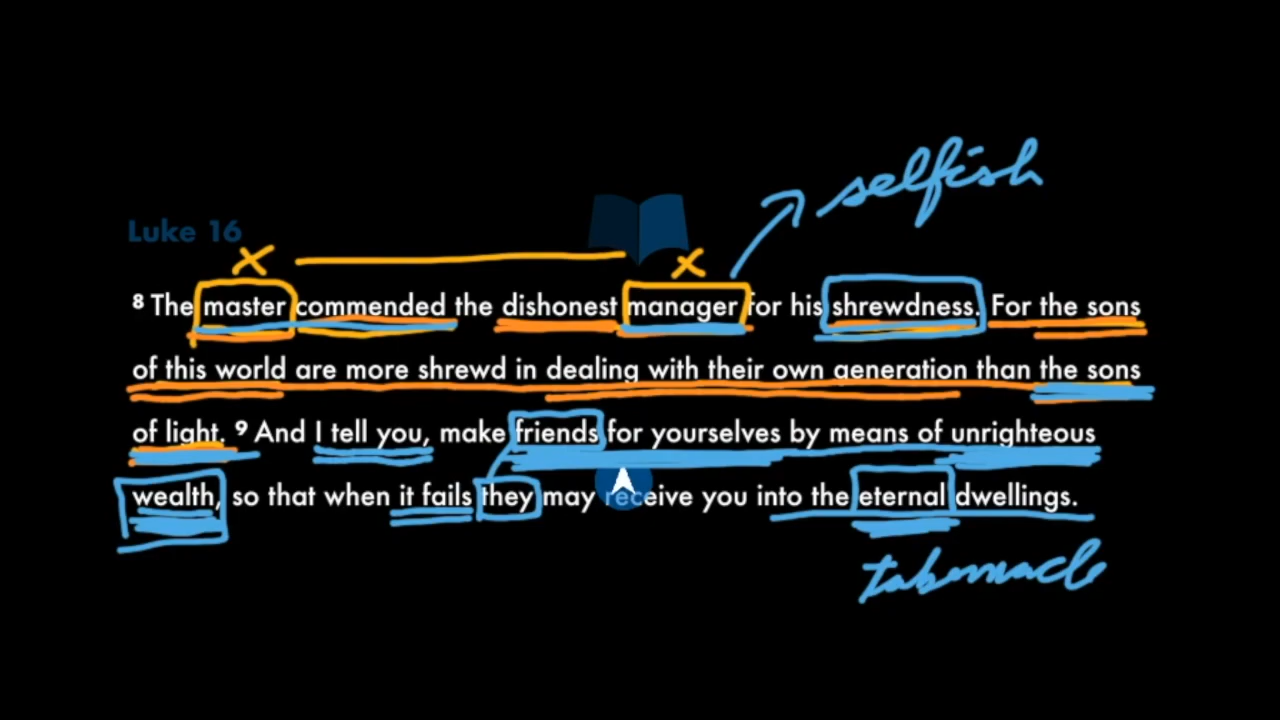 selfish
Luke 16
8 The master commended the dishonest manager for his shrewdness. For the sons
of this world are more shrewd in dealing with their own generation than the sons
of light. 9 And I tell you, make friends for yourselves by means of unrighteous
wealth, so that when it fails they may receive you into the eternal dwellings.
tabernacle